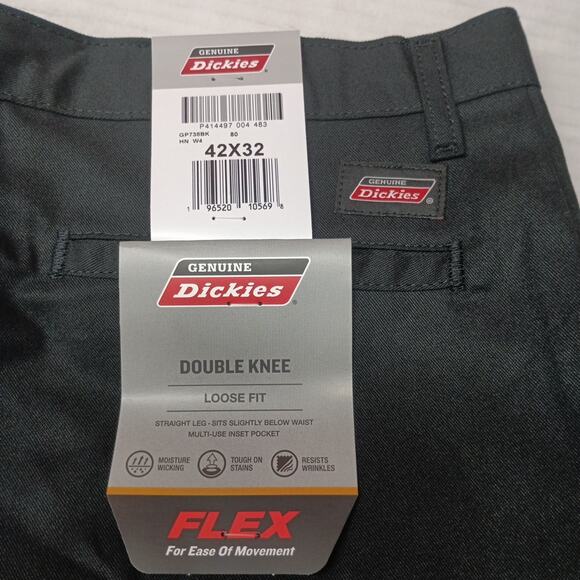 GENUINE
Dickies
P414497 004 483
GP738BK 80
HN W4
42X32
1 96520 10569 8
GENUINE
Dickies
GENUINE
Dickies
DOUBLE KNEE
LOOSE FIT
STRAIGHT LEG - SITS SLIGHTLY BELOW WAIST
MULTI-USE INSET POCKET
MOISTURE WICKING
TOUGH ON STAINS
RESISTS WRINKLES
FLEX
For Ease Of Movement